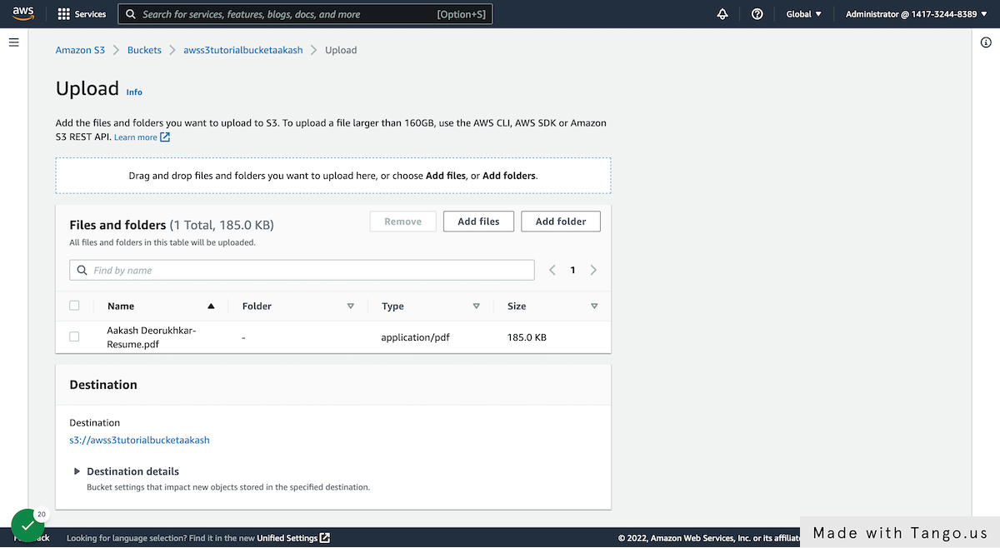 aws
Services
Search for services, features, blogs, docs, and more [Option+S]
Global
Administrator @ 1417-3244-8389
Amazon S3 Buckets awss3tutorialbucketaakash Upload
Upload Info
Add the files and folders you want to upload to S3. To upload a file larger than 160GB, use the AWS CLI, AWS SDK or Amazon
S3 REST API. Learn more
Drag and drop files and folders you want to upload here, or choose Add files, or Add folders.
Files and folders (1 Total, 185.0 KB)
Remove Add files Add folder
All files and folders in this table will be uploaded.
Find by name
1
Name Folder Type Size
Aakash Deorukhkar-
Resume.pdf
- application/pdf 185.0 KB
Destination
Destination
s3://awss3tutorialbucketaakash
Destination details
Bucket settings that impact new objects stored in the specified destination.
20
Looking for language selection? Find it in the new Unified Settings
© 2022, Amazon Web Services, Inc. or its
Made with Tango.us